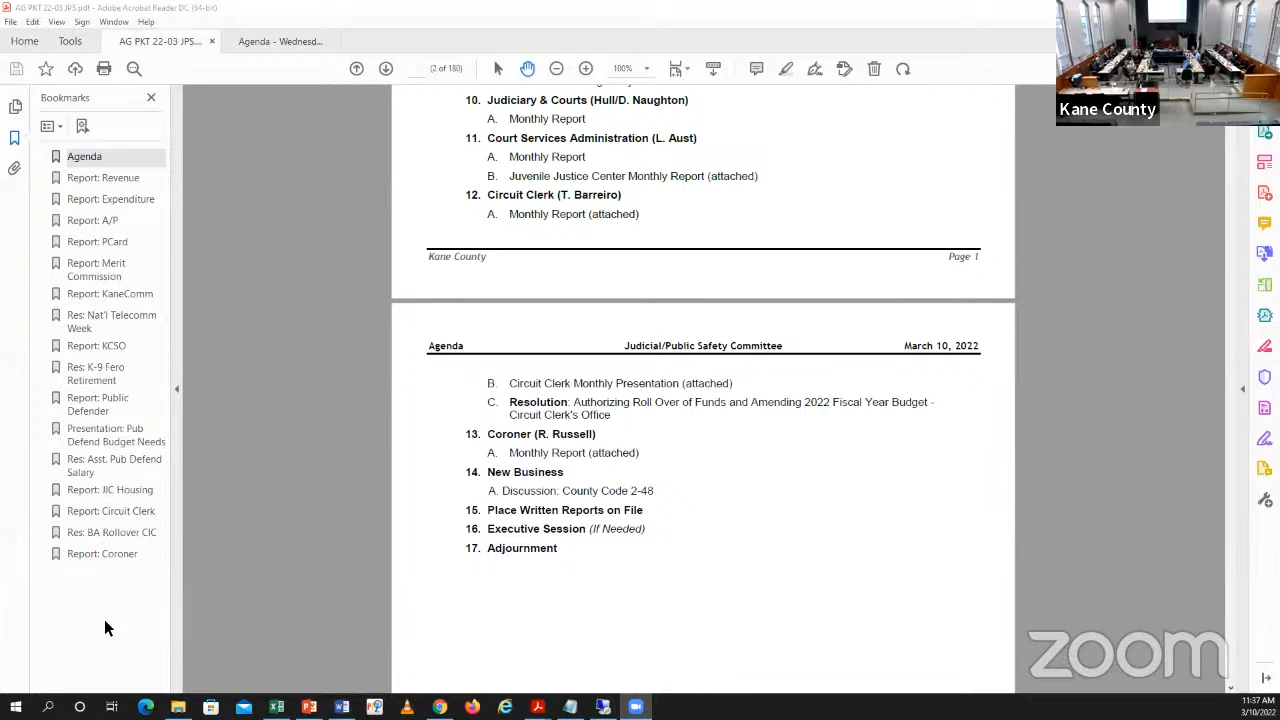 AG PKT 22-03 JPS.pdf - Adobe Acrobat Reader DC (64-bit)
File Edit View Sign Window Help
Home Tools AG PKT 22-03 JPS... × Agenda - Wednesd...
(2 of 180) 100%
Kane County
Bookmarks
Agenda
Report: Revenue
Report: Expenditure
Report: A/P
Report: PCard
Report: Merit
Commission
Report: KaneComm
Res: Nat'l Telecomm
Week
Report: KCSO
Res: K-9 Fero
Retirement
Report: Public
Defender
Presentation: Pub
Defend Budget Needs
Res: Asst. Pub Defend
Salary
Report: JJC Housing
Report: Circuit Clerk
Res: BA Rollover CIC
Report: Coroner
10. Judiciary & Courts (Hull/D. Naughton)
A. Monthly Report
11. Court Services Administration (L. Aust)
A. Monthly Report
B. Juvenile Justice Center Monthly Report (attached)
12. Circuit Clerk (T. Barreiro)
A. Monthly Report (attached)
Kane County Page 1
Agenda Judicial/Public Safety Committee March 10, 2022
B. Circuit Clerk Monthly Presentation (attached)
C. Resolution: Authorizing Roll Over of Funds and Amending 2022 Fiscal Year Budget -
Circuit Clerk's Office
13. Coroner (R. Russell)
A. Monthly Report (attached)
14. New Business
A. Discussion: County Code 2-48
15. Place Written Reports on File
16. Executive Session (If Needed)
17. Adjournment
zoom
11:37 AM
3/10/2022